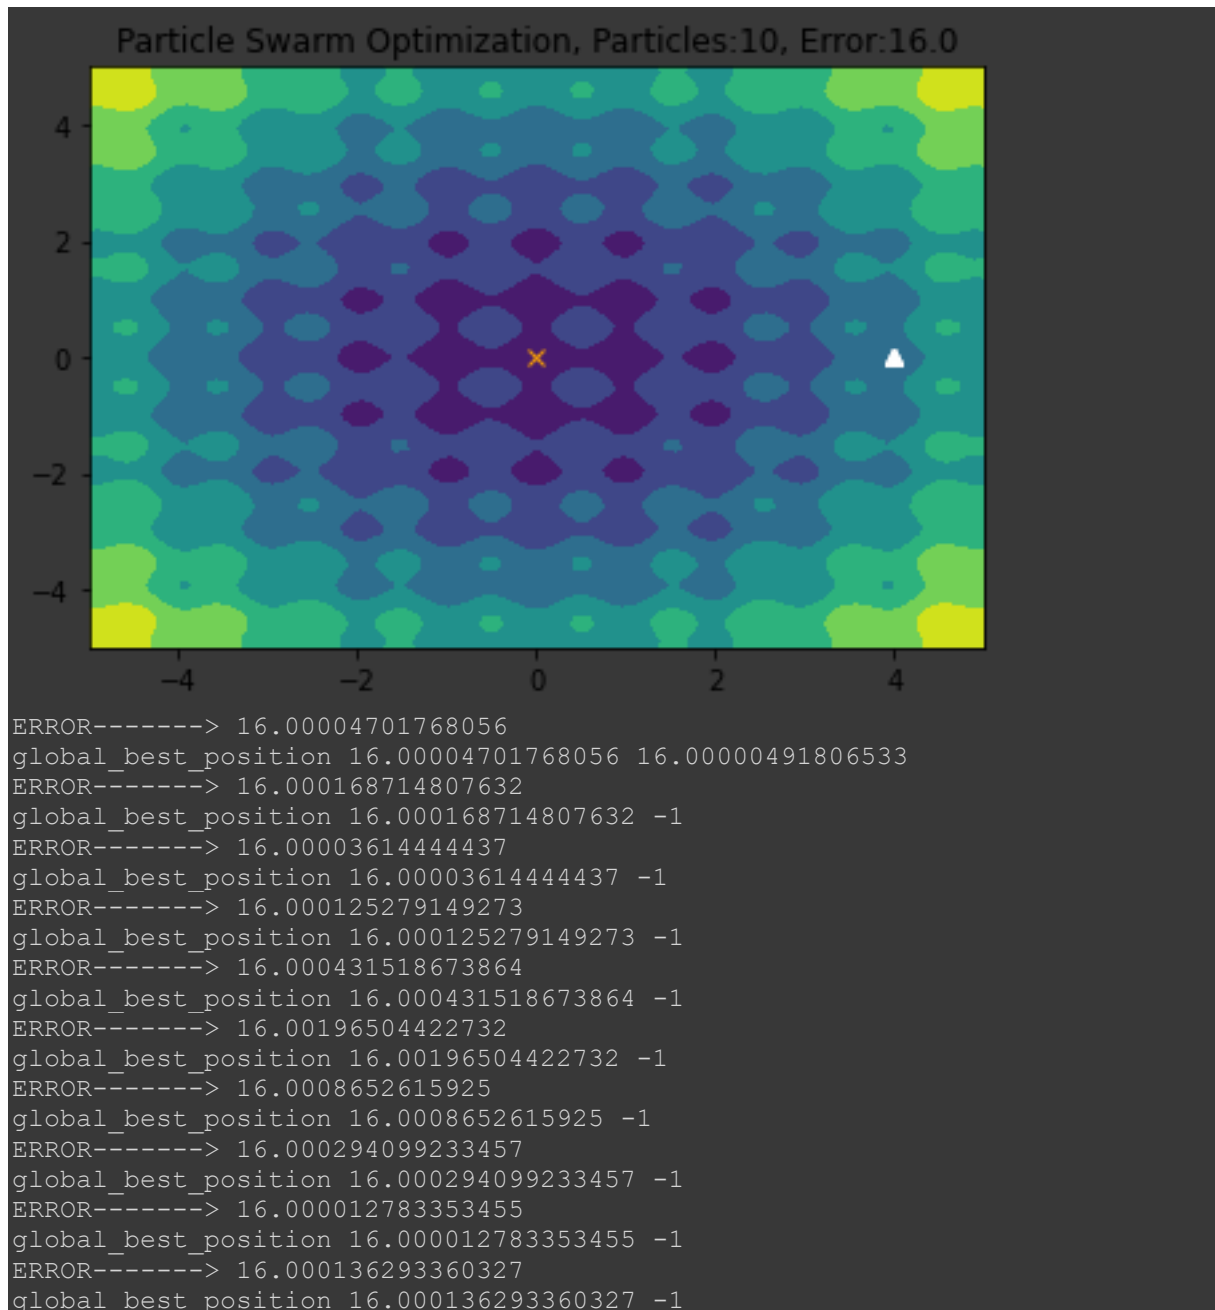 Particle Swarm Optimization, Particles:10, Error:16.0
4
2
0
−2
−4
−4 −2 0 2 4
ERROR-------> 16.00004701768056
global_best_position 16.00004701768056 16.00000491806533
ERROR-------> 16.000168714807632
global_best_position 16.000168714807632 -1
ERROR-------> 16.00003614444437
global_best_position 16.00003614444437 -1
ERROR-------> 16.000125279149273
global_best_position 16.000125279149273 -1
ERROR-------> 16.000431518673864
global_best_position 16.000431518673864 -1
ERROR-------> 16.00196504422732
global_best_position 16.00196504422732 -1
ERROR-------> 16.0008652615925
global_best_position 16.0008652615925 -1
ERROR-------> 16.000294099233457
global_best_position 16.000294099233457 -1
ERROR-------> 16.000012783353455
global_best_position 16.000012783353455 -1
ERROR-------> 16.000136293360327
global_best_position 16.000136293360327 -1